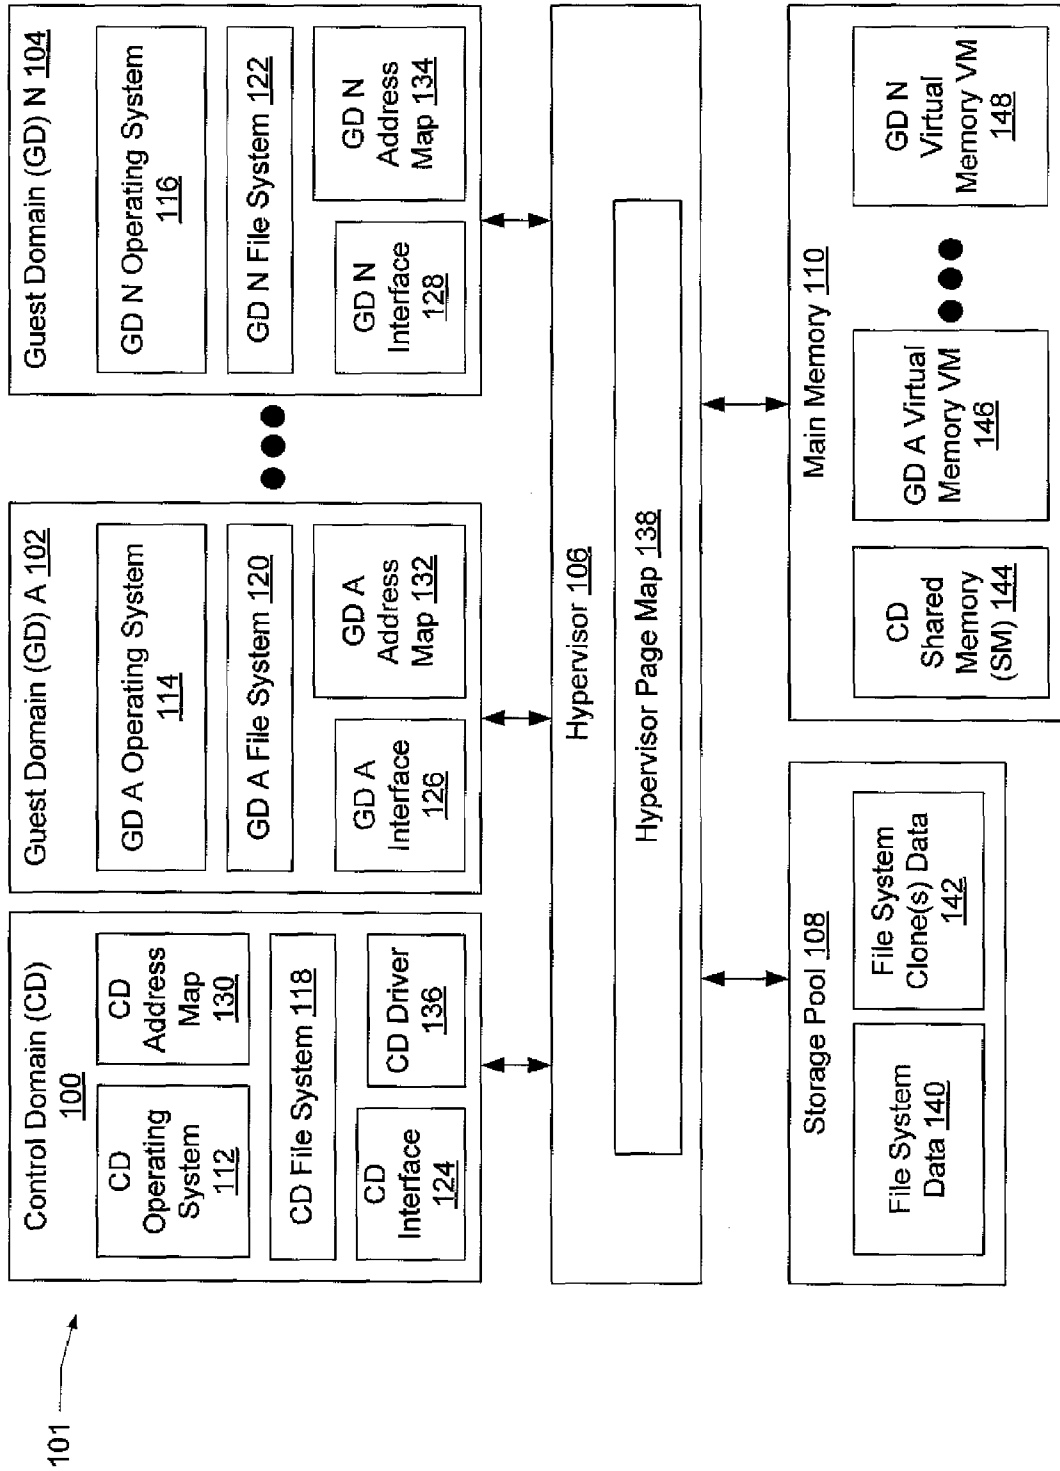 101
Control Domain (CD)
100
CD
Operating
System
112
CD
Address
Map
130
CD File System 118
CD
Interface
124
CD Driver
136
Guest Domain (GD) A 102
GD A Operating System
114
GD A File System 120
GD A
Interface
126
GD A
Address
Map 132
Guest Domain (GD) N 104
GD N Operating System
116
GD N File System 122
GD N
Interface
128
GD N
Address
Map 134
Hypervisor 106
Hypervisor Page Map 138
Storage Pool 108
File System
Data 140
File System
Clone(s) Data
142
Main Memory 110
CD
Shared
Memory
(SM) 144
GD A Virtual
Memory VM
146
GD N
Virtual
Memory VM
148